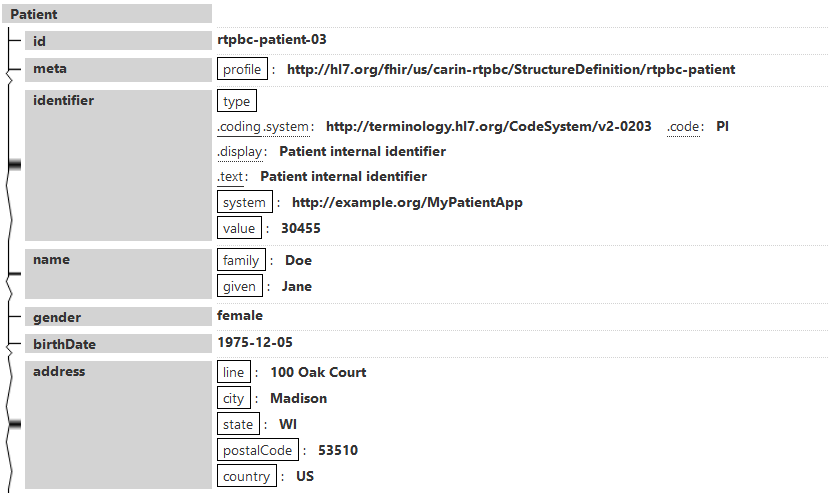 Patient
id rtpbc-patient-03
meta profile : http://hl7.org/fhir/us/carin-rtpbc/StructureDefinition/rtpbc-patient
identifier type
.coding.system: http://terminology.hl7.org/CodeSystem/v2-0203 .code: PI
.display: Patient internal identifier
.text: Patient internal identifier
system : http://example.org/MyPatientApp
value : 30455
name family : Doe
given : Jane
gender female
birthDate 1975-12-05
address line : 100 Oak Court
city : Madison
state : WI
postalCode : 53510
country : US